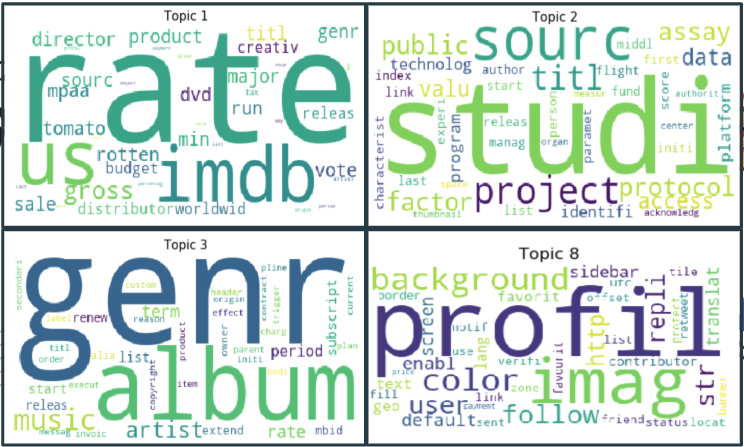 Topic 1
director product titl genr
creativ
rate
sourc major
mpaa dvd tax
run releas
tomato min
us rotten imdb vote
budget
gross
sale distributor worldwid
Topic 2
public sourc middl assay
technolog author titl flight first data
index link valu start measur fund score authorit
studi
characterist experi program releas person paramet center platform
manag organ initi
last space project protocol
factor access
thumbnail list identifi acknowledg
Topic 3
secondari custom pline
genr
header origin contract trigger subscript current
label renew term reason effect charg
titl order alia list product owner parent initi period plan
copyright album item bodi
start execut
releas music
messag invoic artist extend rate mbid
Topic 8
background sidebar tile
border favorit utc offset
screen profil repli protect retweet translat
notif http list
use lang verifi contributor
enabl favourit
text price color zone imag str banner
fill link
geo user payment
default sent follow friend status locat